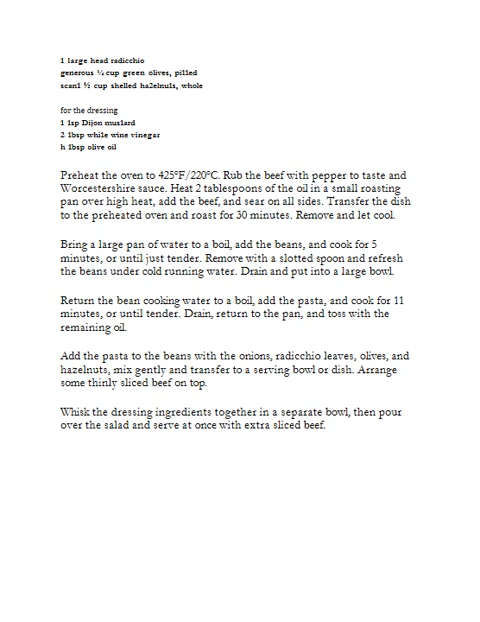 1 large head radicchio
generous ¼ cup green olives, pilled
scan1 ½ cup shelled ha2elnu1s, whole
for the dressing
1 1sp Dijon mus1ard
2 1bsp whi1e wine vinegar
h 1bsp olive oil
Preheat the oven to 425°F/220°C. Rub the beef with pepper to taste and
Worcestershire sauce. Heat 2 tablespoons of the oil in a small roasting
pan over high heat, add the beef, and sear on all sides. Transfer the dish
to the preheated oven and roast for 30 minutes. Remove and let cool.
Bring a large pan of water to a boil, add the beans, and cook for 5
minutes, or until just tender. Remove with a slotted spoon and refresh
the beans under cold running water. Drain and put into a large bowl.
Return the bean cooking water to a boil, add the pasta, and cook for 11
minutes, or until tender. Drain, return to the pan, and toss with the
remaining oil.
Add the pasta to the beans with the onions, radicchio leaves, olives, and
hazelnuts, mix gently and transfer to a serving bowl or dish. Arrange
some thinly sliced beef on top.
Whisk the dressing ingredients together in a separate bowl, then pour
over the salad and serve at once with extra sliced beef.